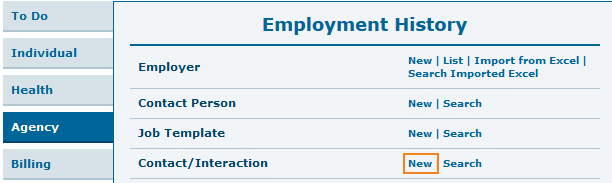 To Do
Individual
Health
Agency
Billing
Employment History
Employer
New | List | Import from Excel |
Search Imported Excel
Contact Person
New | Search
Job Template
New | Search
Contact/Interaction
New Search